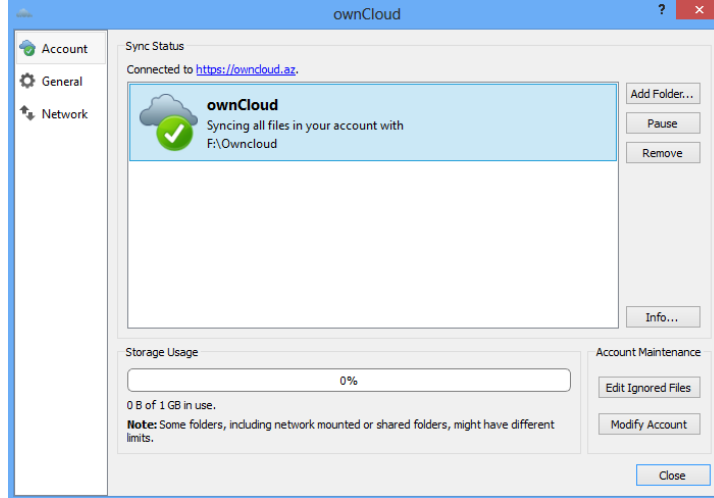 ownCloud
?
x
Account
General
Network
Sync Status
Connected to https://owncloud.az.
ownCloud
Syncing all files in your account with
F:\Owncloud
Add Folder...
Pause
Remove
Info...
Storage Usage
0%
0 B of 1 GB in use.
Note: Some folders, including network mounted or shared folders, might have different
limits.
Account Maintenance
Edit Ignored Files
Modify Account
Close